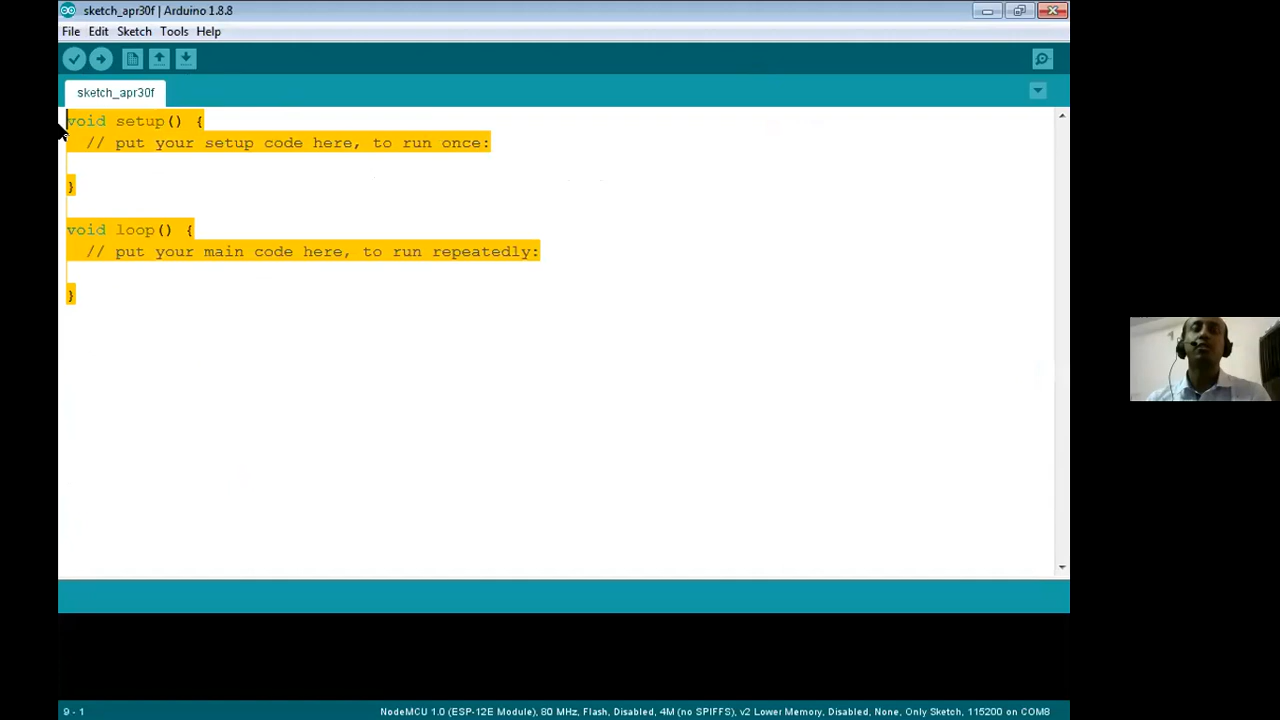 sketch_apr30f | Arduino 1.8.8
File Edit Sketch Tools Help
sketch_apr30f
void setup() {
// put your setup code here, to run once:
}
void loop() {
// put your main code here, to run repeatedly:
}
9 - 1
NodeMCU 1.0 (ESP-12E Module), 80 MHz, Flash, Disabled, 4M (no SPIFFS), v2 Lower Memory, Disabled, None, Only Sketch, 115200 on COM8